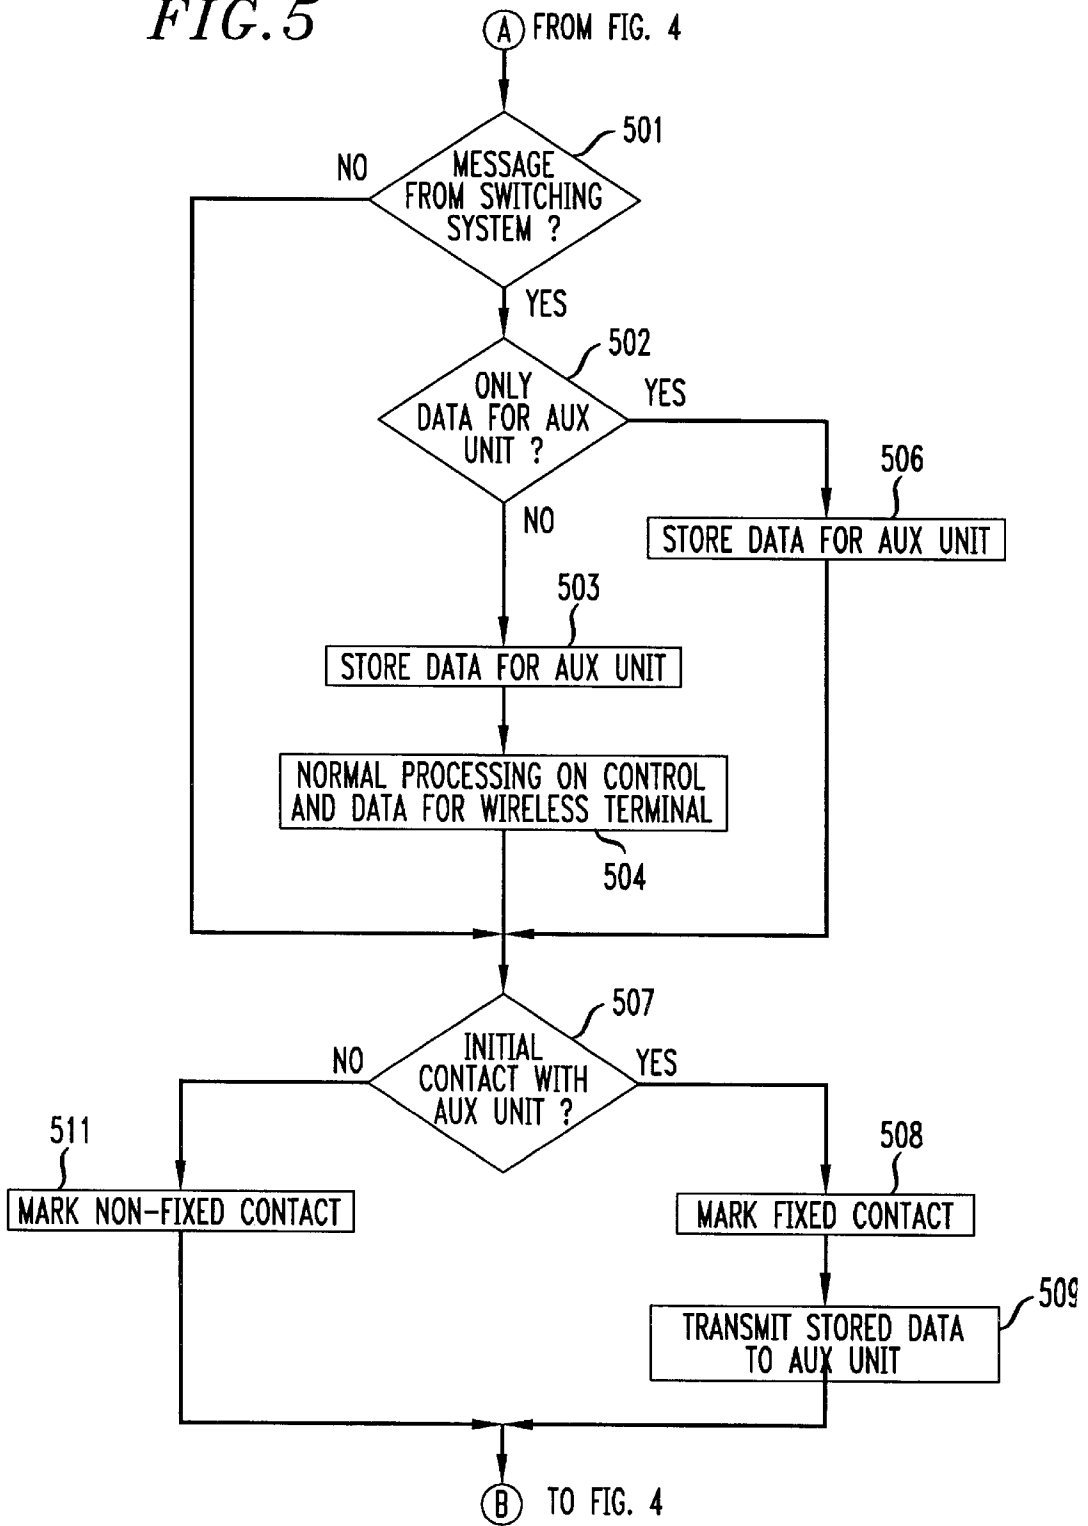 FIG. 5
A FROM FIG. 4
501
NO
MESSAGE
FROM SWITCHING
SYSTEM ?
YES
502
ONLY
DATA FOR AUX
UNIT ?
YES
506
NO
STORE DATA FOR AUX UNIT
503
STORE DATA FOR AUX UNIT
NORMAL PROCESSING ON CONTROL
AND DATA FOR WIRELESS TERMINAL
504
507
NO
INITIAL
CONTACT WITH
AUX UNIT ?
YES
511
508
MARK NON-FIXED CONTACT
MARK FIXED CONTACT
509
TRANSMIT STORED DATA
TO AUX UNIT
B TO FIG. 4